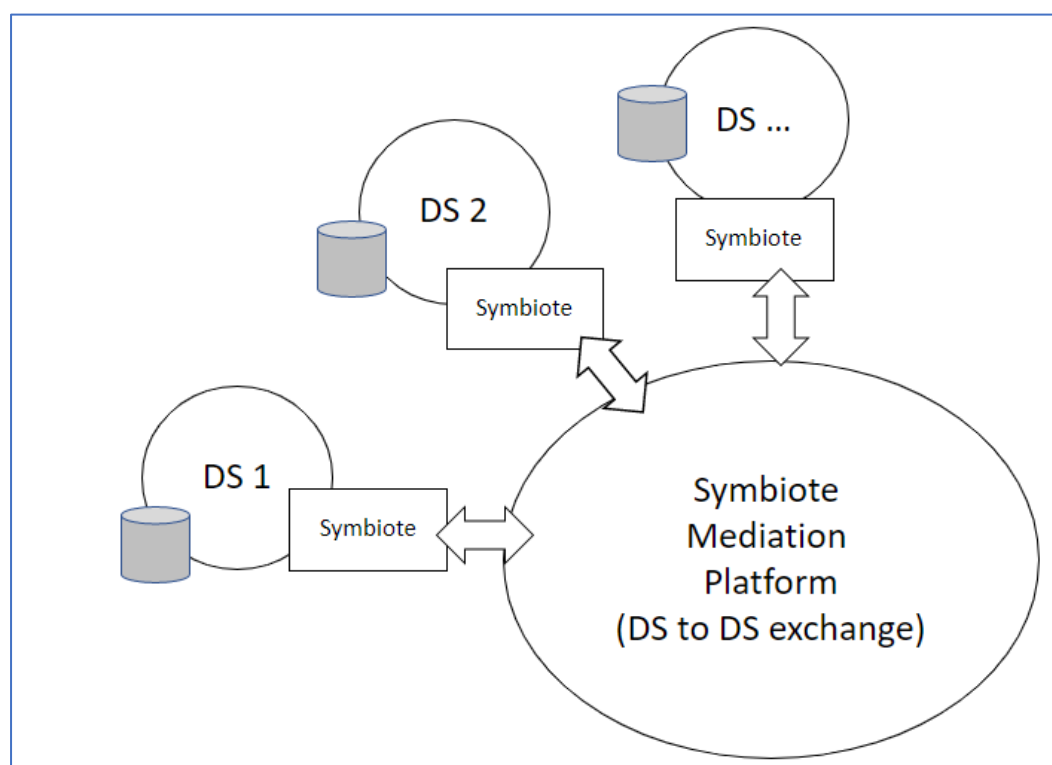 DS ...
Symbiote
DS 2
Symbiote
DS 1
Symbiote
Symbiote
Mediation
Platform
(DS to DS exchange)